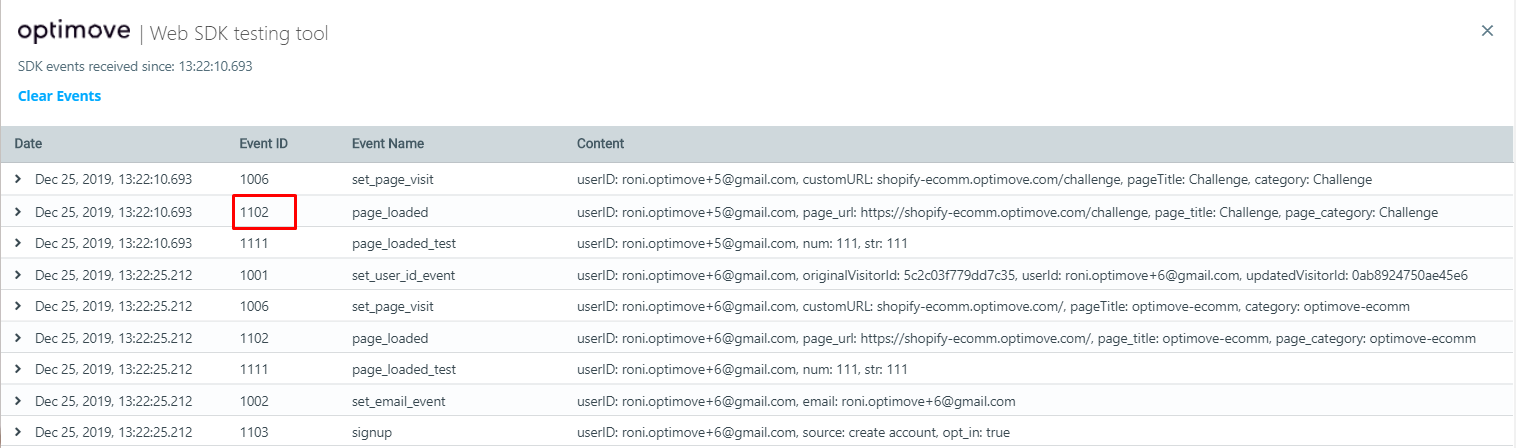 optimove | Web SDK testing tool
SDK events received since: 13:22:10.693
Clear Events
Date Event ID Event Name Content
Dec 25, 2019, 13:22:10.693 1006 set_page_visit userID: roni.optimove+5@gmail.com, customURL: shopify-ecomm.optimove.com/challenge, pageTitle: Challenge, category: Challenge
Dec 25, 2019, 13:22:10.693 1102 page_loaded userID: roni.optimove+5@gmail.com, page_url: https://shopify-ecomm.optimove.com/challenge, page_title: Challenge, page_category: Challenge
Dec 25, 2019, 13:22:10.693 1111 page_loaded_test userID: roni.optimove+5@gmail.com, num: 111, str: 111
Dec 25, 2019, 13:22:25.212 1001 set_user_id_event userID: roni.optimove+6@gmail.com, originalVisitorId: 5c2c03f779dd7c35, userId: roni.optimove+6@gmail.com, updatedVisitorId: 0ab8924750ae45e6
Dec 25, 2019, 13:22:25.212 1006 set_page_visit userID: roni.optimove+6@gmail.com, customURL: shopify-ecomm.optimove.com/, pageTitle: optimove-ecomm, category: optimove-ecomm
Dec 25, 2019, 13:22:25.212 1102 page_loaded userID: roni.optimove+6@gmail.com, page_url: https://shopify-ecomm.optimove.com/, page_title: optimove-ecomm, page_category: optimove-ecomm
Dec 25, 2019, 13:22:25.212 1111 page_loaded_test userID: roni.optimove+6@gmail.com, num: 111, str: 111
Dec 25, 2019, 13:22:25.212 1002 set_email_event userID: roni.optimove+6@gmail.com, email: roni.optimove+6@gmail.com
Dec 25, 2019, 13:22:25.212 1103 signup userID: roni.optimove+6@gmail.com, source: create account, opt_in: true